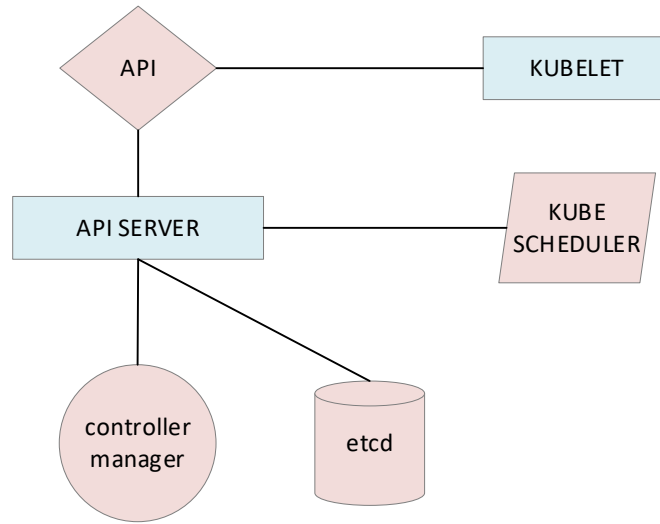 API
KUBELET
API SERVER
KUBE
SCHEDULER
controller
manager
etcd